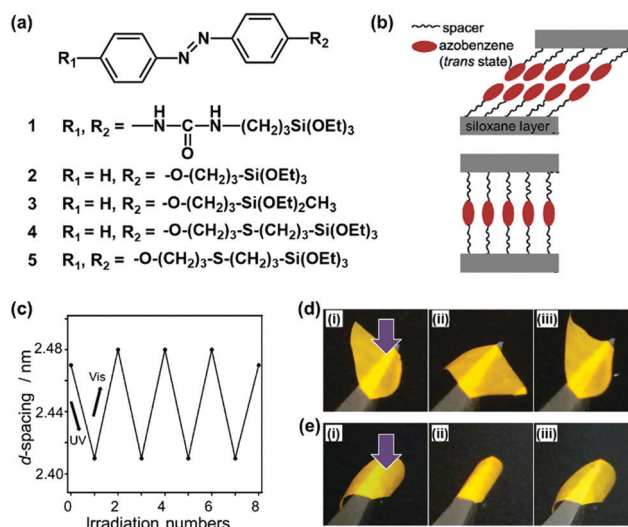 (a)
R₁
N
N
R₂
1 R₁, R₂ = -N-C-N-(CH₂)₃Si(OEt)₃
H H
O
2 R₁ = H, R₂ = -O-(CH₂)₃-Si(OEt)₃
3 R₁ = H, R₂ = -O-(CH₂)₃-Si(OEt)₂CH₃
4 R₁ = H, R₂ = -O-(CH₂)₃-S-(CH₂)₃-Si(OEt)₃
5 R₁, R₂ = -O-(CH₂)₃-S-(CH₂)₃-Si(OEt)₃
(b)
spacer
azobenzene
(trans state)
siloxane layer
(c)
d-spacing / nm
2.48
2.44
2.40
Vis
UV
0 2 4 6 8
Irradiation numbers
(d)
(i) (ii) (iii)
(e)
(i) (ii) (iii)